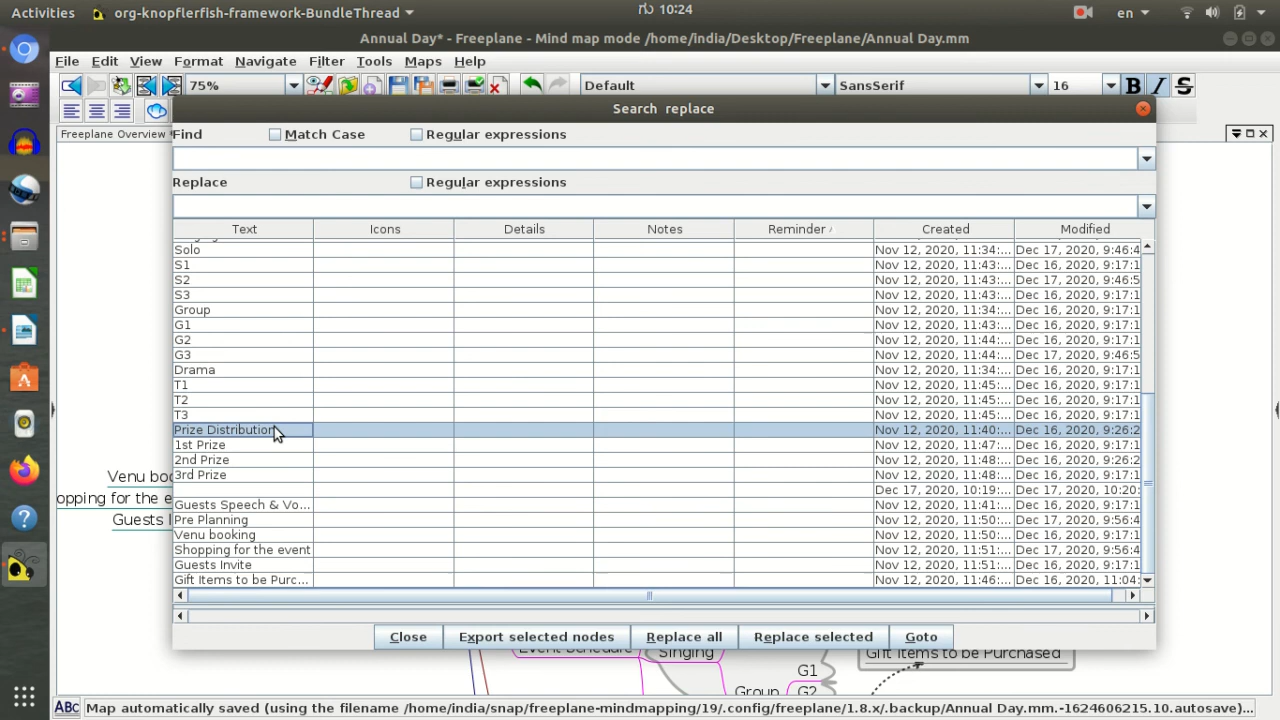 Activities org-knopflerfish-framework-BundleThread 10:24 en
Annual Day* - Freeplane - Mind map mode /home/india/Desktop/Freeplane/Annual Day.mm
File Edit View Format Navigate Filter Tools Maps Help
75% Default SansSerif 16 B I S
Search replace
Freeplane Overview
Find Match Case Regular expressions
Replace Regular expressions
Text Icons Details Notes Reminder Created Modified
Solo Nov 12, 2020, 11:34:... Dec 17, 2020, 9:46:4
S1 Nov 12, 2020, 11:43:... Dec 16, 2020, 9:17:1
S2 Nov 12, 2020, 11:43:... Dec 17, 2020, 9:46:5
S3 Nov 12, 2020, 11:43:... Dec 16, 2020, 9:17:1
Group Nov 12, 2020, 11:34:... Dec 16, 2020, 9:17:1
G1 Nov 12, 2020, 11:43:... Dec 16, 2020, 9:17:1
G2 Nov 12, 2020, 11:44:... Dec 16, 2020, 9:17:1
G3 Nov 12, 2020, 11:44:... Dec 17, 2020, 9:46:5
Drama Nov 12, 2020, 11:34:... Dec 16, 2020, 9:17:1
T1 Nov 12, 2020, 11:45:... Dec 16, 2020, 9:17:1
T2 Nov 12, 2020, 11:45:... Dec 16, 2020, 9:17:1
T3 Nov 12, 2020, 11:45:... Dec 16, 2020, 9:17:1
Prize Distribution Nov 12, 2020, 11:40:... Dec 16, 2020, 9:26:2
1st Prize Nov 12, 2020, 11:47:... Dec 16, 2020, 9:17:1
2nd Prize Nov 12, 2020, 11:48:... Dec 16, 2020, 9:26:2
3rd Prize Nov 12, 2020, 11:48:... Dec 16, 2020, 9:17:1
Dec 17, 2020, 10:19:... Dec 17, 2020, 10:20:
Guests Speech & Vo... Nov 12, 2020, 11:41:... Dec 16, 2020, 9:17:1
Pre Planning Nov 12, 2020, 11:50:... Dec 17, 2020, 9:56:4
Venu booking Nov 12, 2020, 11:50:... Dec 16, 2020, 9:17:1
Shopping for the event Nov 12, 2020, 11:51:... Dec 17, 2020, 9:56:4
Guests Invite Nov 12, 2020, 11:51:... Dec 16, 2020, 9:17:1
Gift Items to be Purc... Nov 12, 2020, 11:46:... Dec 16, 2020, 11:04:
Venu boo
opping for the e
Guests I
Close Export selected nodes Replace all Replace selected Goto
Event Schedule Singing Gift Items to be Purchased
G1
Group G2
ABc Map automatically saved (using the filename /home/india/snap/freeplane-mindmapping/19/.config/freeplane/1.8.x/.backup/Annual Day.mm.-1624606215.10.autosave)...